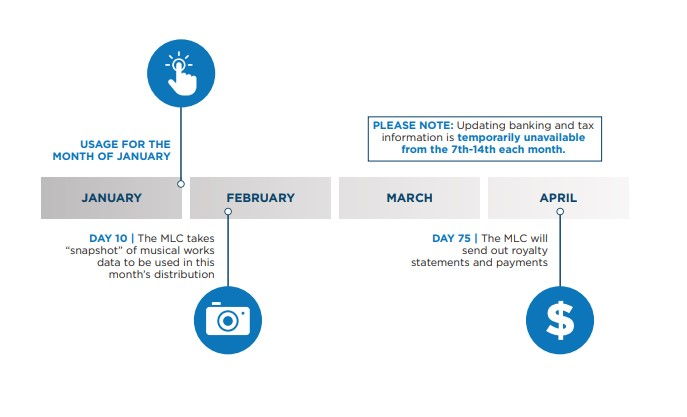 USAGE FOR THE
MONTH OF JANUARY
PLEASE NOTE: Updating banking and tax
information is temporarily unavailable
from the 7th-14th each month.
JANUARY
FEBRUARY
MARCH
APRIL
DAY 10 | The MLC takes
“snapshot” of musical works
data to be used in this
month’s distribution
DAY 75 | The MLC will
send out royalty
statements and payments
$